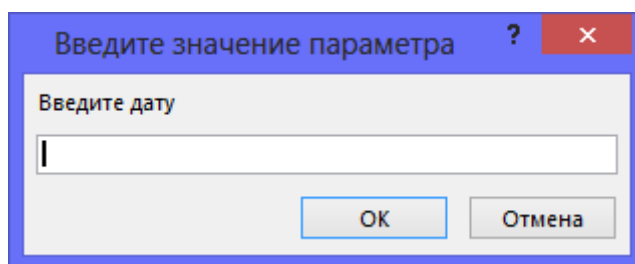 Введите значение параметра ?
Введите дату
ОК Отмена